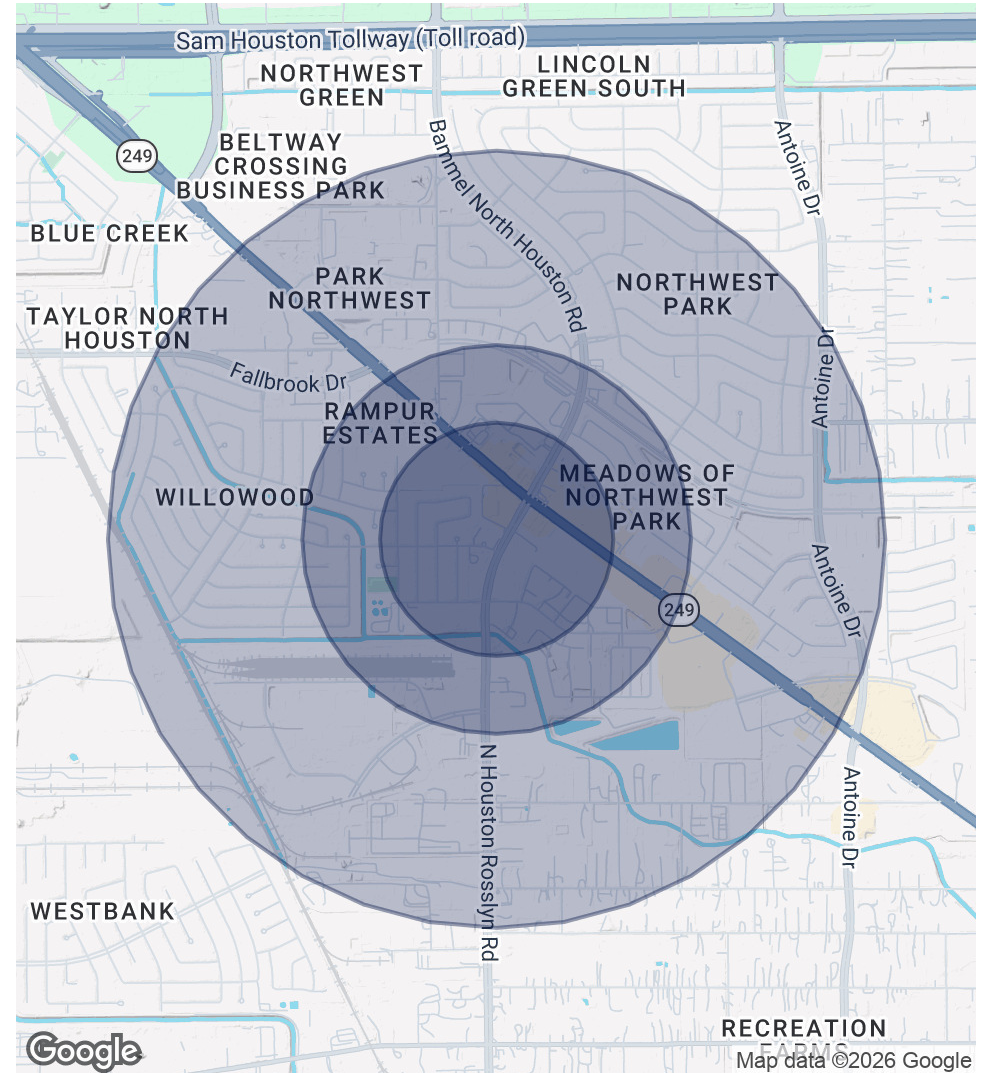 Sam Houston Tollway (Toll road)
NORTHWEST
GREEN
LINCOLN
GREEN SOUTH
249
BELTWAY
CROSSING
BUSINESS PARK
Bammel North Houston Rd
Antoine Dr
BLUE CREEK
PARK
NORTHWEST
NORTHWEST
PARK
TAYLOR NORTH
HOUSTON
Fallbrook Dr
Antoine Dr
RAMPUR
ESTATES
WILLOWOOD
MEADOWS OF
NORTHWEST
PARK
Antoine Dr
249
N Houston Rosslyn Rd
Antoine Dr
WESTBANK
RECREATION
FARMS
Google
Map data ©2026 Google